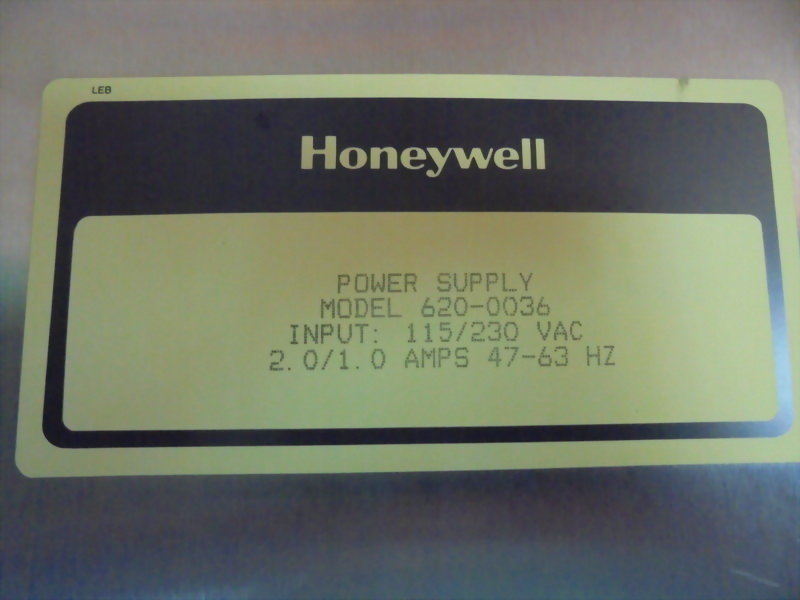 LEB
Honeywell
POWER SUPPLY
MODEL 620-0036
INPUT: 115/230 VAC
2.0/1.0 AMPS 47-63 HZ